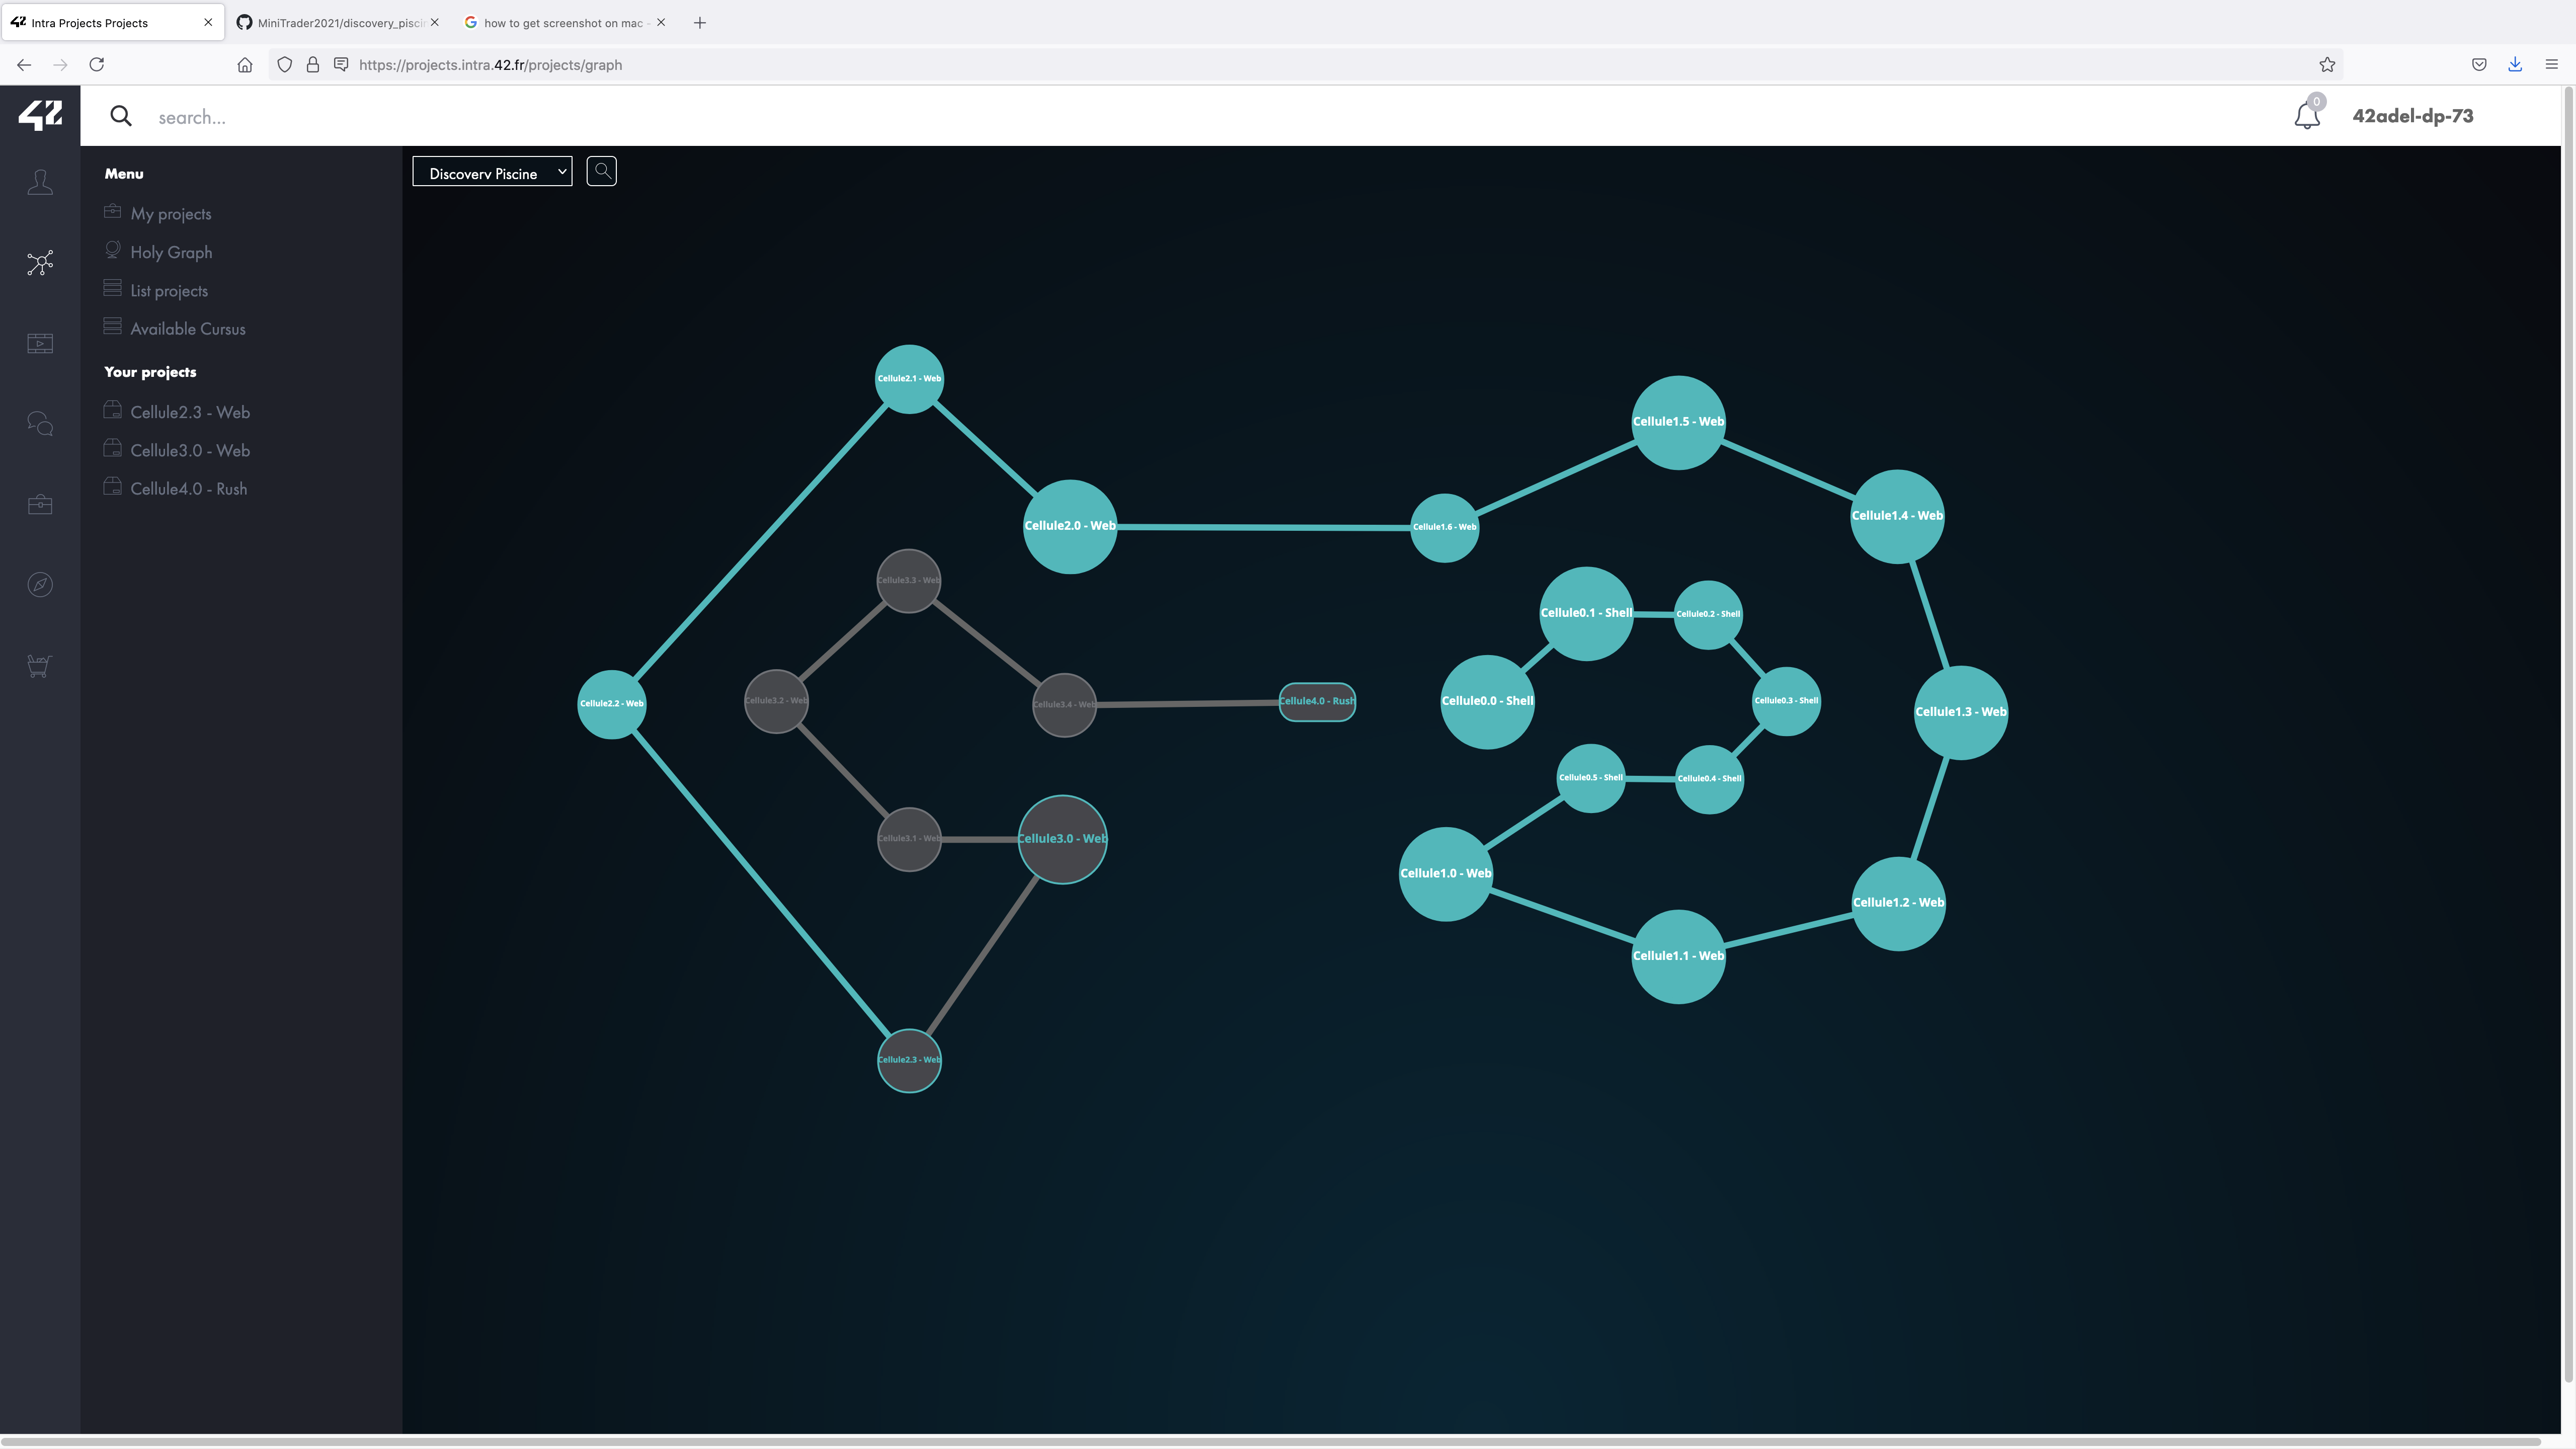 Intra Projects Projects
MiniTrader2021/discovery_piscin
how to get screenshot on mac -
https://projects.intra.42.fr/projects/graph
42
search...
0
42adel-dp-73
Menu
My projects
Holy Graph
List projects
Available Cursus
Your projects
Cellule2.3 - Web
Cellule3.0 - Web
Cellule4.0 - Rush
Discovery Piscine
Cellule2.1 - Web
Cellule1.5 - Web
Cellule2.0 - Web
Cellule1.6 - Web
Cellule1.4 - Web
Cellule3.3 - Web
Cellule0.1 - Shell
Cellule0.2 - Shell
Cellule2.2 - Web
Cellule3.2 - Web
Cellule3.4 - Web
Cellule4.0 - Rush
Cellule0.0 - Shell
Cellule0.3 - Shell
Cellule1.3 - Web
Cellule0.5 - Shell
Cellule0.4 - Shell
Cellule3.1 - Web
Cellule3.0 - Web
Cellule1.0 - Web
Cellule1.2 - Web
Cellule1.1 - Web
Cellule2.3 - Web